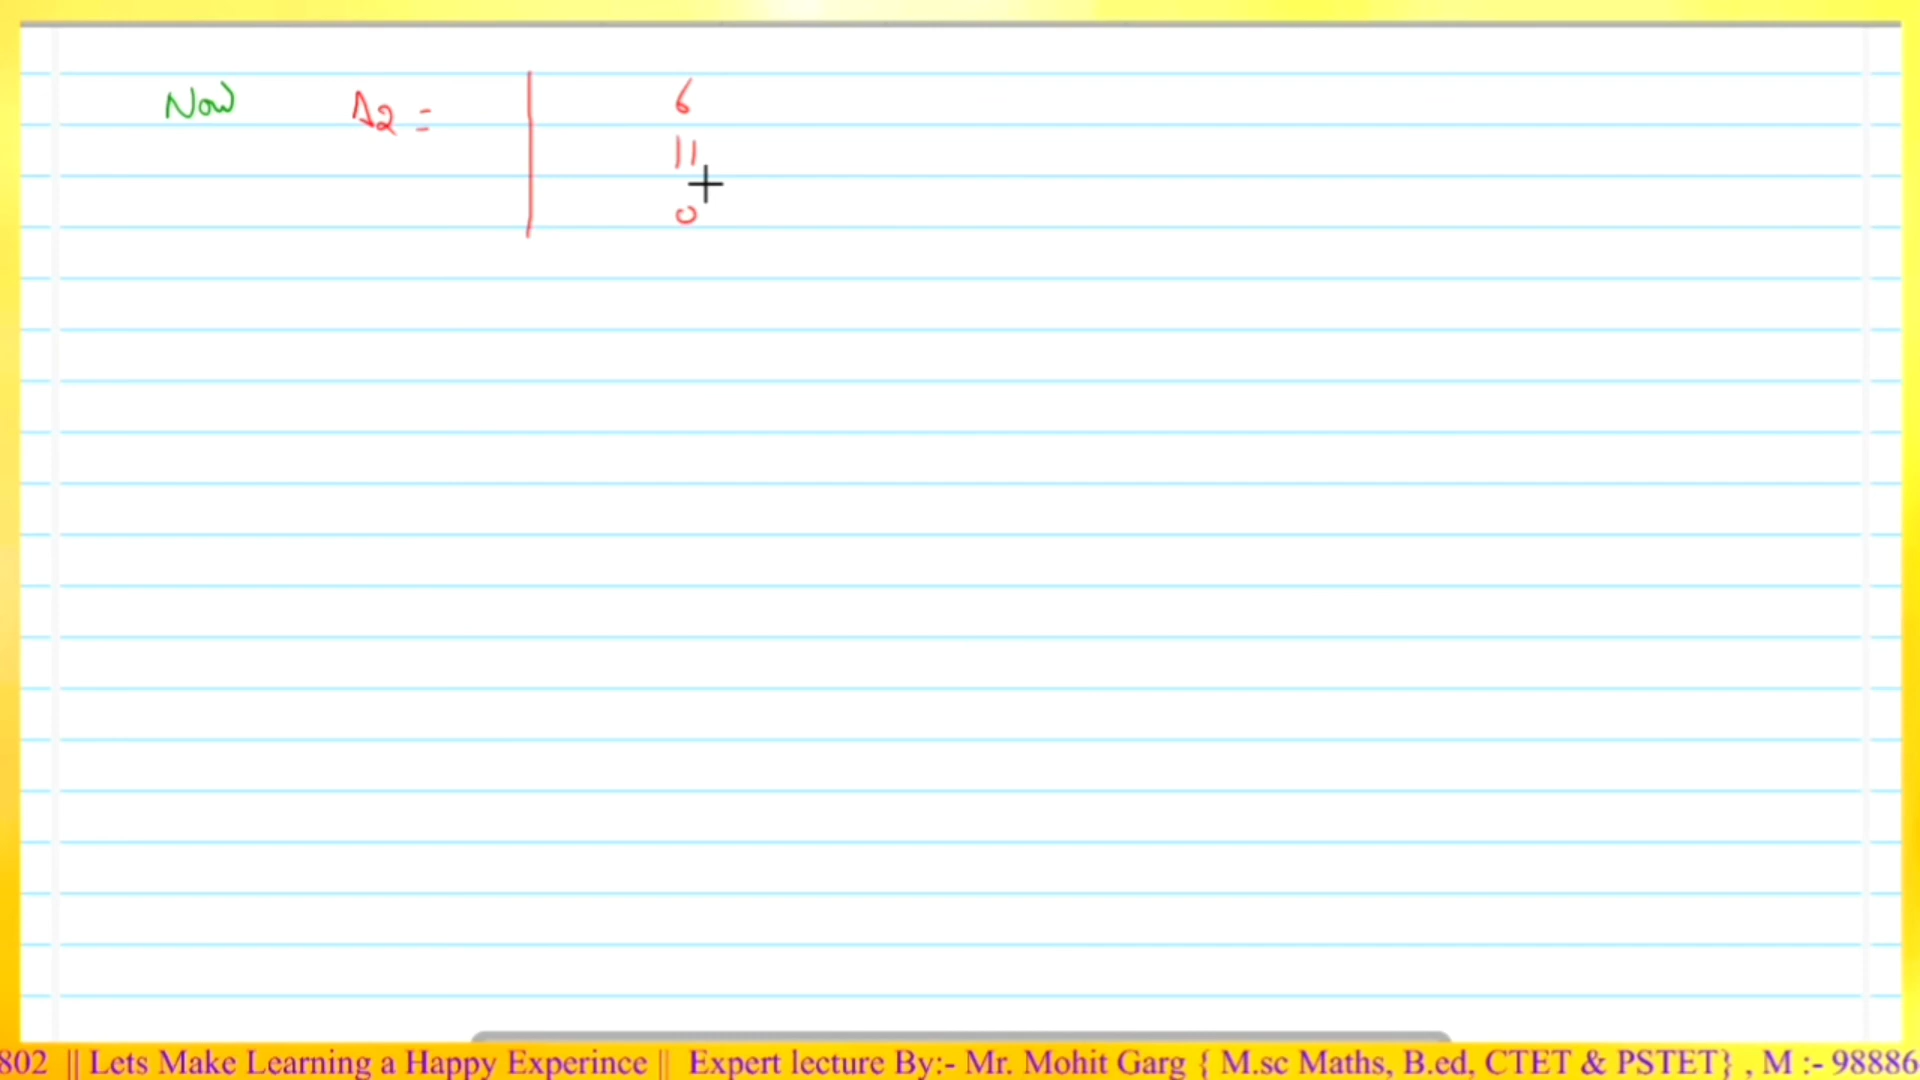 Now Δ2 = | 6
11
0
802 || Lets Make Learning a Happy Experince || Expert lecture By:- Mr. Mohit Garg { M.sc Maths, B.ed, CTET & PSTET} , M :- 98886